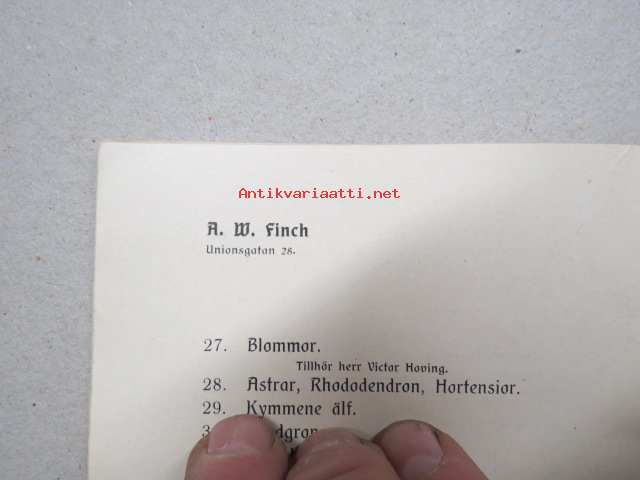 Antikvariaatti.net
A. W. Finch
Unionsgatan 28.
27. Blommor.
Tillhör herr Victor Hoving.
28. Astrar, Rhododendron, Hortensior.
29. Kymmene älf.